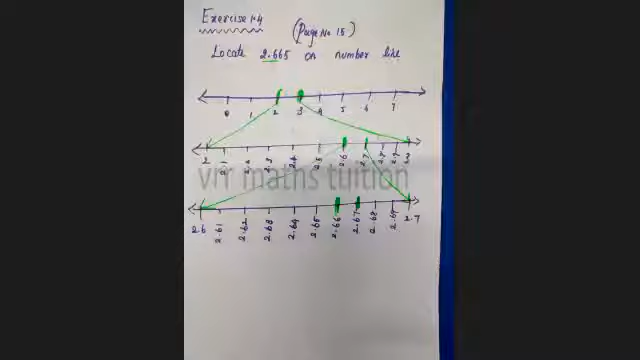 Exercise 1.4
(Page No 15)
Locate 2.665 on number line
0 1 2 3 4 5 6 7
2 2.1 2.2 2.3 2.4 2.5 2.6 2.7 2.8 2.9 3
vrr maths tuition
2.6 2.61 2.62 2.63 2.64 2.65 2.66 2.67 2.68 2.69 2.7